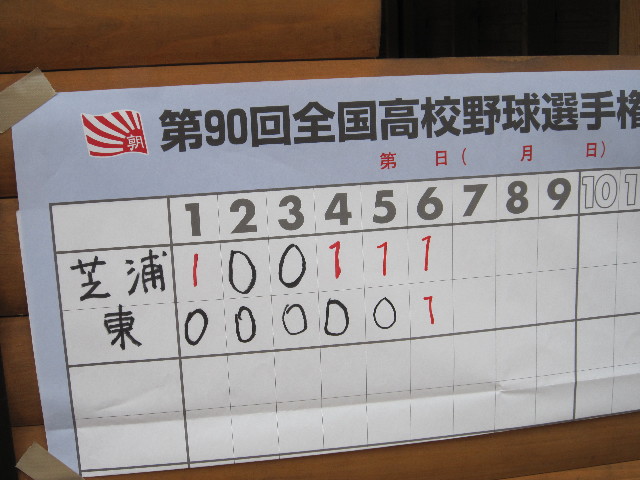 朝
第90回全国高校野球選手権
第 日( 月 日)
1 2 3 4 5 6 7 8 9 10 1
芝浦 1 0 0 1 1 1
東 0 0 0 0 0 1